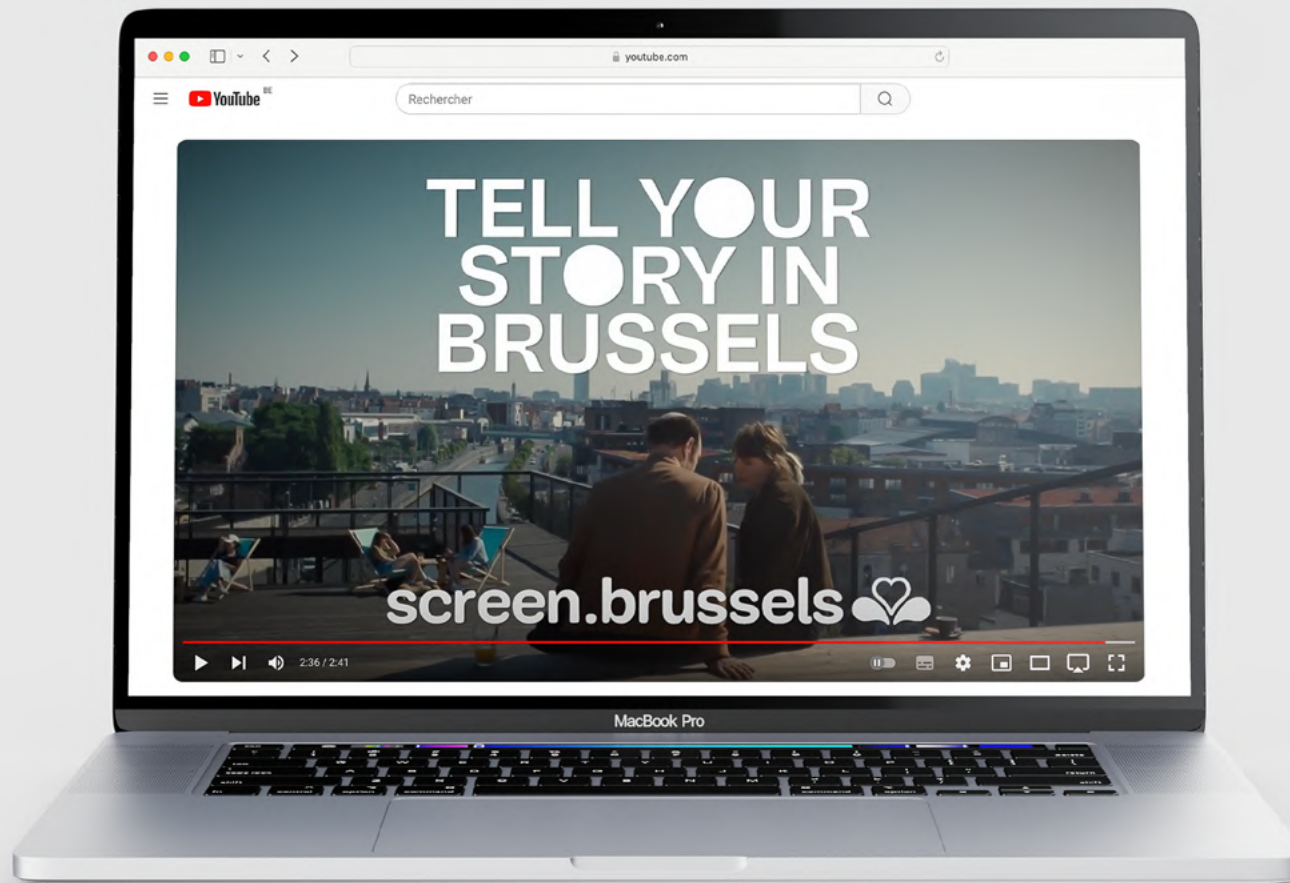 youtube.com
YouTube BE
Rechercher
TELL YOUR
STORY IN
BRUSSELS
screen.brussels
2:36 / 2:41
MacBook Pro